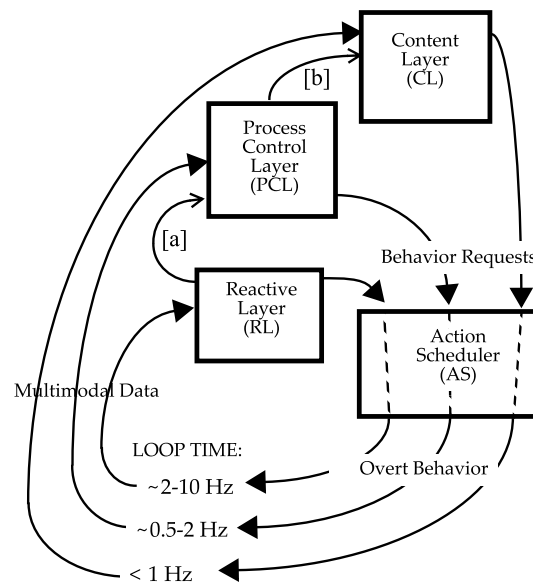 Content
Layer
(CL)
[b]
Process
Control
Layer
(PCL)
[a]
Behavior Requests
Reactive
Layer
(RL)
Action
Scheduler
(AS)
Multimodal Data
LOOP TIME:
Overt Behavior
~2-10 Hz
~0.5-2 Hz
< 1 Hz